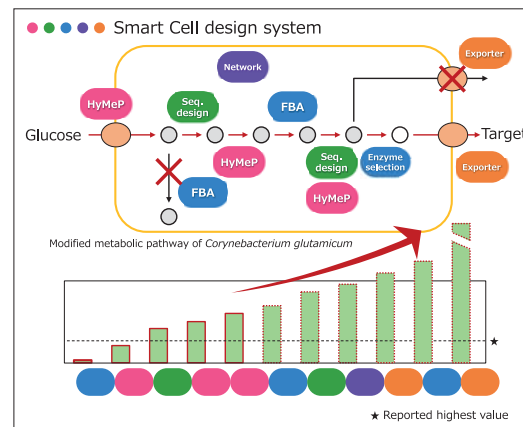 Smart Cell design system
Exporter
Network
HyMeP
Seq.
design
FBA
Glucose
Target
HyMeP
Seq.
design
Enzyme
selection
FBA
HyMeP
Exporter
Modified metabolic pathway of Corynebacterium glutamicum
★
★ Reported highest value